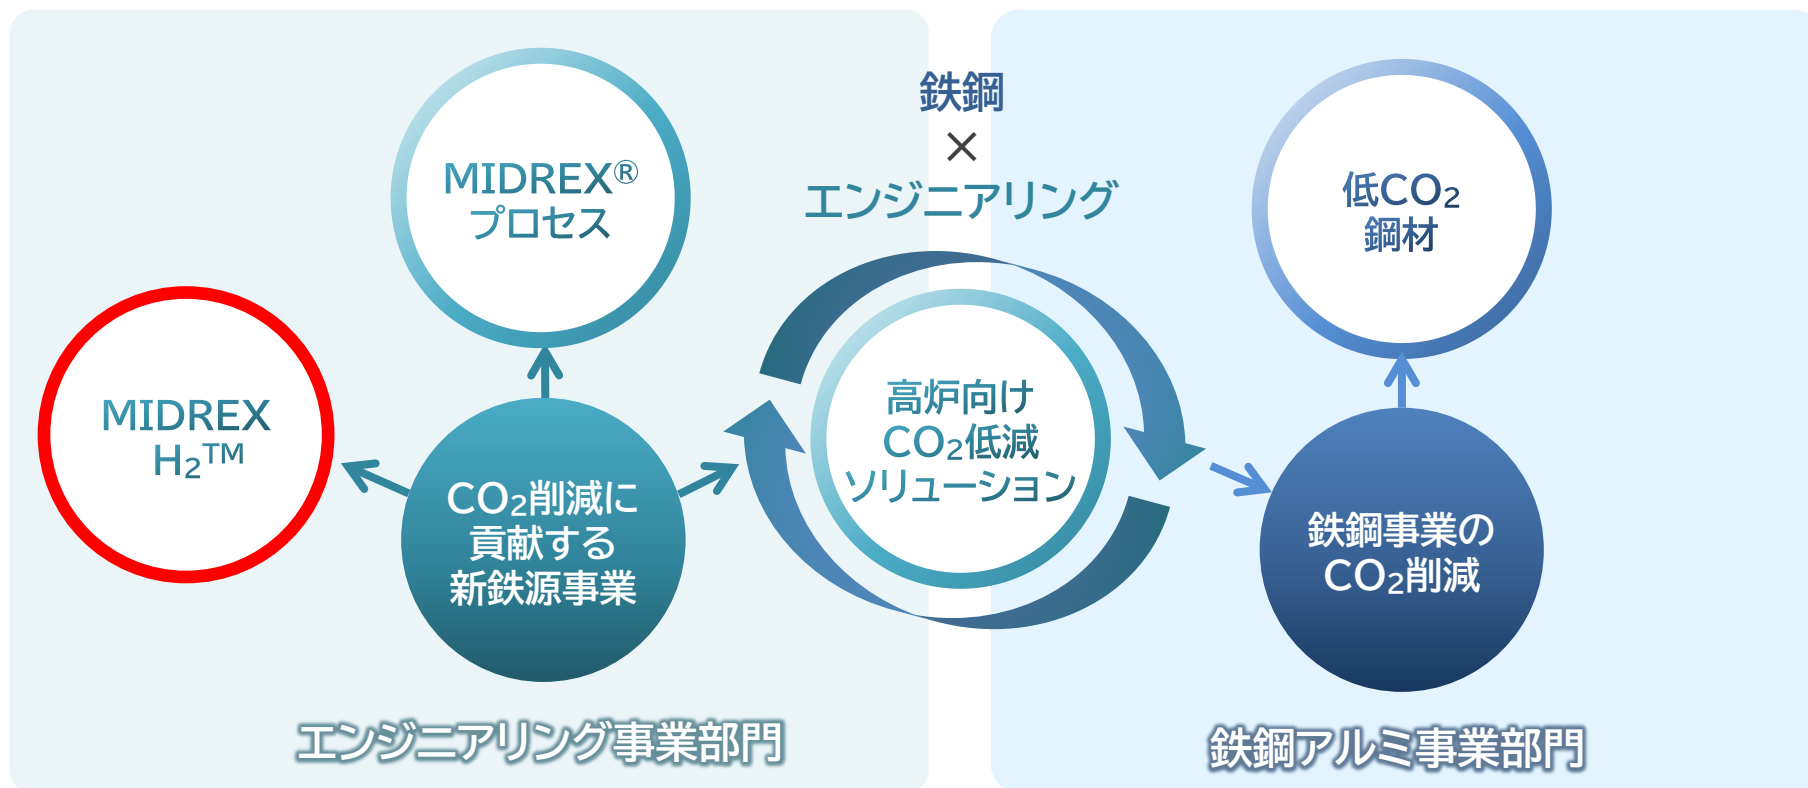 鉄鋼
×
エンジニアリング
MIDREX®
プロセス
MIDREX
H₂™
CO₂削減に
貢献する
新鉄源事業
高炉向け
CO₂低減
ソリューション
低CO₂
鋼材
鉄鋼事業の
CO₂削減
エンジニアリング事業部門
鉄鋼アルミ事業部門